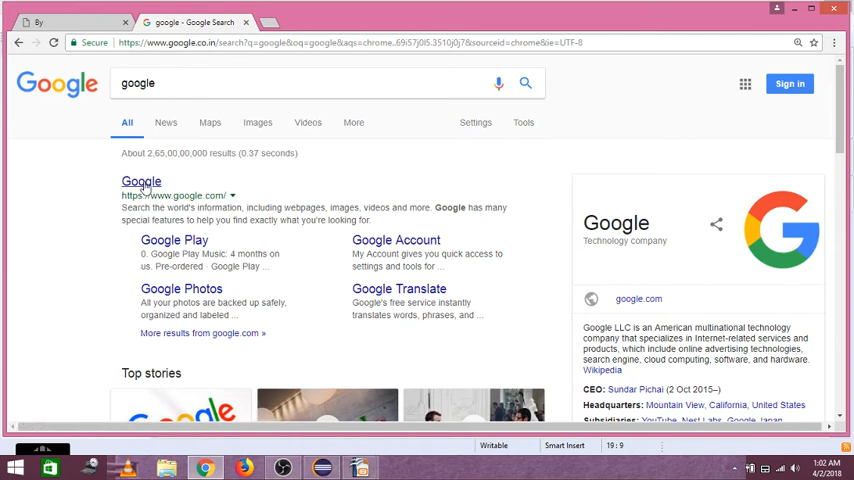 By
google - Google Search
Secure https://www.google.co.in/search?q=google&oq=google&aqs=chrome..69i57j0l5.3510j0j7&sourceid=chrome&ie=UTF-8
Google google Sign in
All News Maps Images Videos More Settings Tools
About 2,65,00,00,000 results (0.37 seconds)
Google
https://www.google.com/
Search the world's information, including webpages, images, videos and more. Google has many
special features to help you find exactly what you're looking for.
Google Play
0. Google Play Music: 4 months on
us. Pre-ordered · Google Play ...
Google Account
My Account gives you quick access to
settings and tools for ...
Google Photos
All your photos are backed up safely,
organized and labeled ...
Google Translate
Google's free service instantly
translates words, phrases, and ...
More results from google.com »
Top stories
Google
Technology company
google.com
Google LLC is an American multinational technology
company that specializes in Internet-related services and
products, which include online advertising technologies,
search engine, cloud computing, software, and hardware.
Wikipedia
CEO: Sundar Pichai (2 Oct 2015–)
Headquarters: Mountain View, California, United States
Subsidiaries: YouTube, Nest Labs, Google Japan
Writable Smart Insert 19 : 9
1:02 AM
4/2/2018